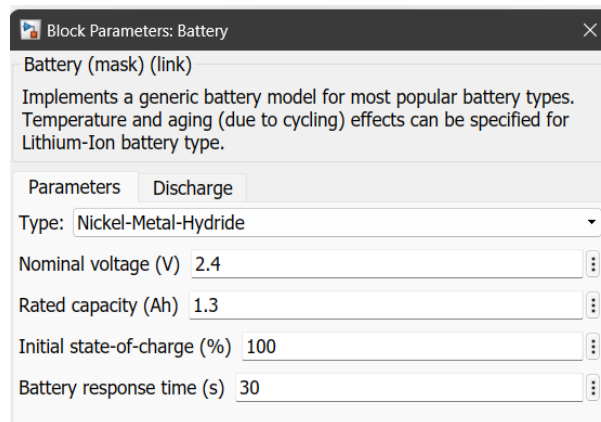 Block Parameters: Battery
Battery (mask) (link)
Implements a generic battery model for most popular battery types.
Temperature and aging (due to cycling) effects can be specified for
Lithium-Ion battery type.
Parameters Discharge
Type: Nickel-Metal-Hydride
Nominal voltage (V) 2.4
Rated capacity (Ah) 1.3
Initial state-of-charge (%) 100
Battery response time (s) 30